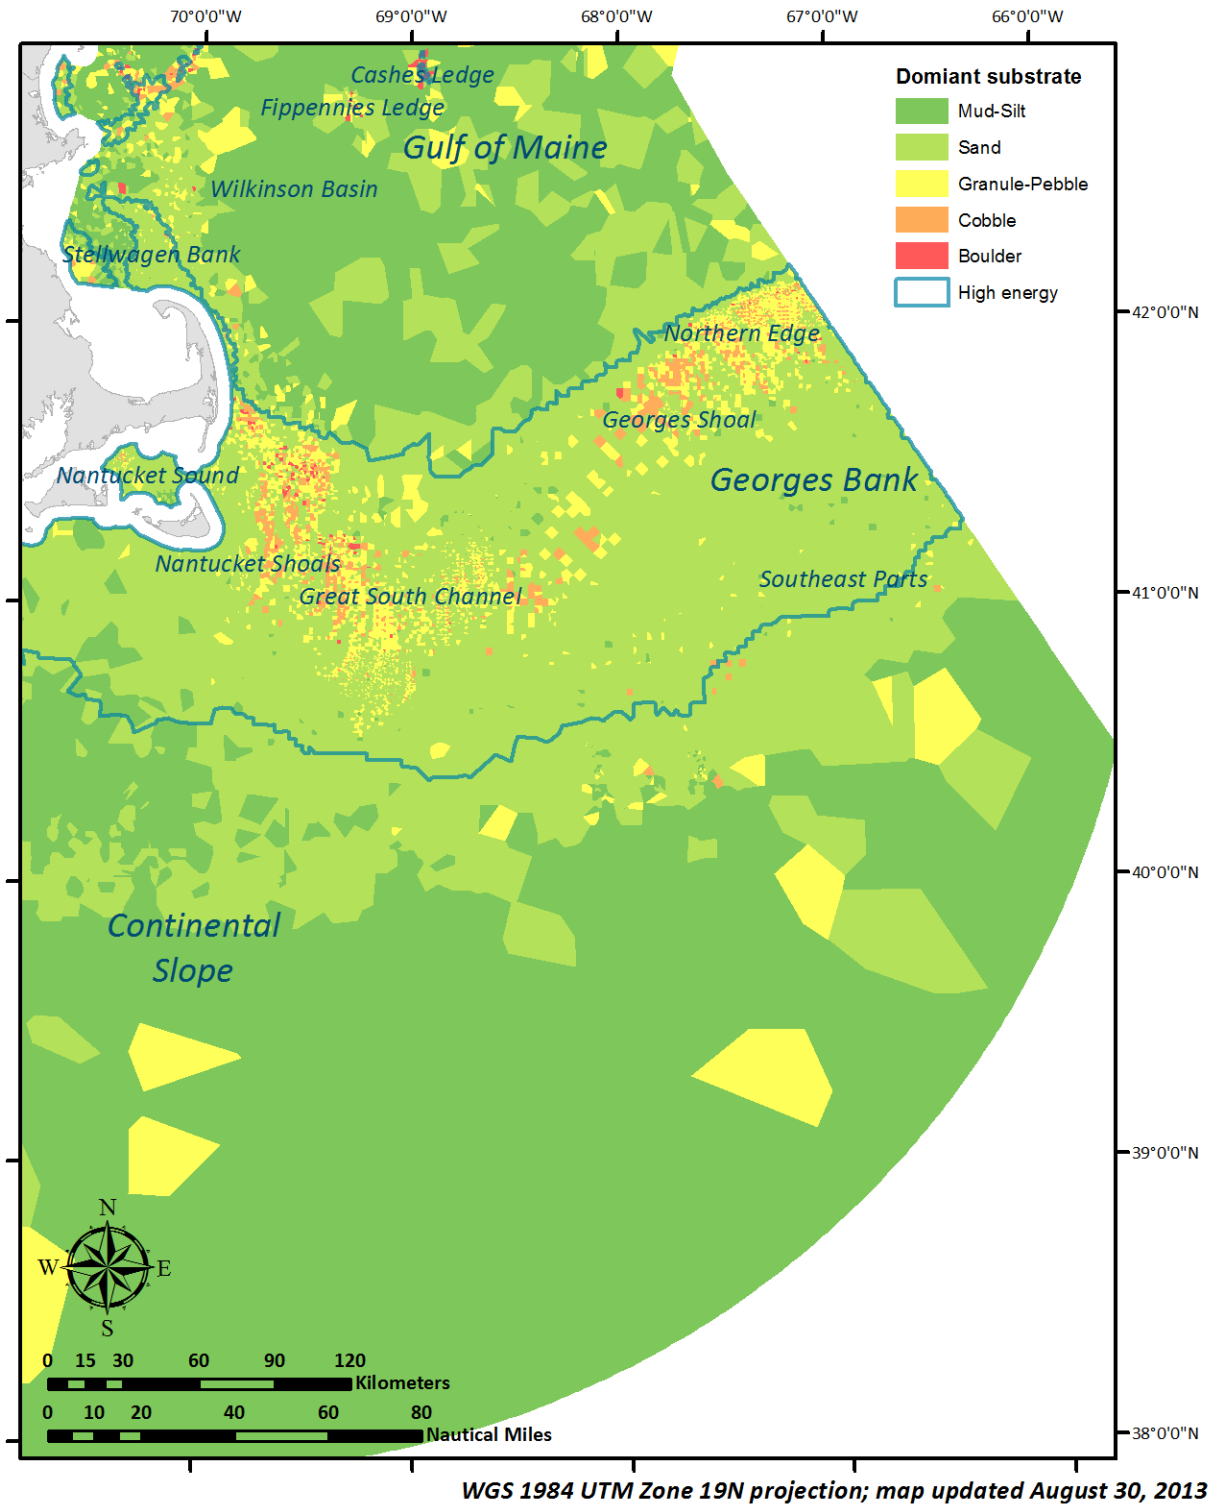 70°0'0"W
69°0'0"W
68°0'0"W
67°0'0"W
66°0'0"W
Domiant substrate
Mud-Silt
Sand
Granule-Pebble
Cobble
Boulder
High energy
Cashes Ledge
Fippennies Ledge
Gulf of Maine
Wilkinson Basin
Stellwagen Bank
42°0'0"N
Northern Edge
Georges Shoal
Nantucket Sound
Georges Bank
Nantucket Shoals
Southeast Parts
Great South Channel
41°0'0"N
40°0'0"N
Continental
Slope
39°0'0"N
N
W
E
S
0 15 30 60 90 120
Kilometers
0 10 20 40 60 80
Nautical Miles
38°0'0"N
WGS 1984 UTM Zone 19N projection; map updated August 30, 2013